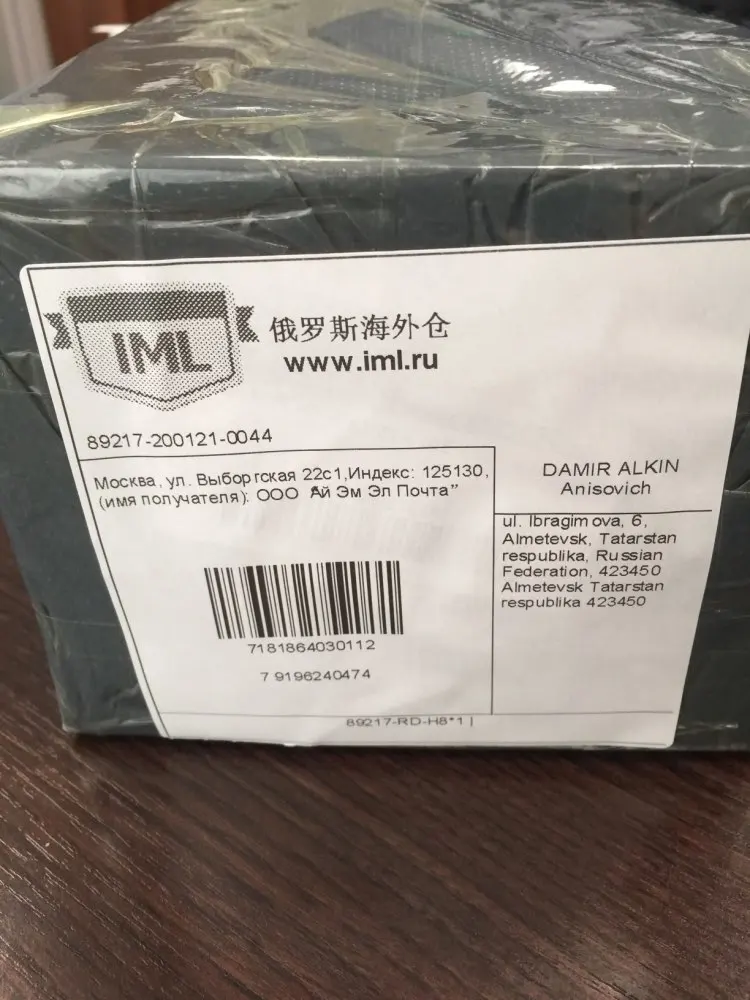 IML
俄罗斯海外仓
www.iml.ru
89217-200121-0044
Москва, ул. Выборгская 22с1,Индекс: 125130,
(имя получателя): ООО Ай Эм Эл Почта"
7181864030112
7 9196240474
DAMIR ALKIN
Anisovich
ul. Ibragimova, 6,
Almetevsk, Tatarstan
respublika, Russian
Federation, 423450
Almetevsk Tatarstan
respublika 423450
89217-RD-H8*1 |